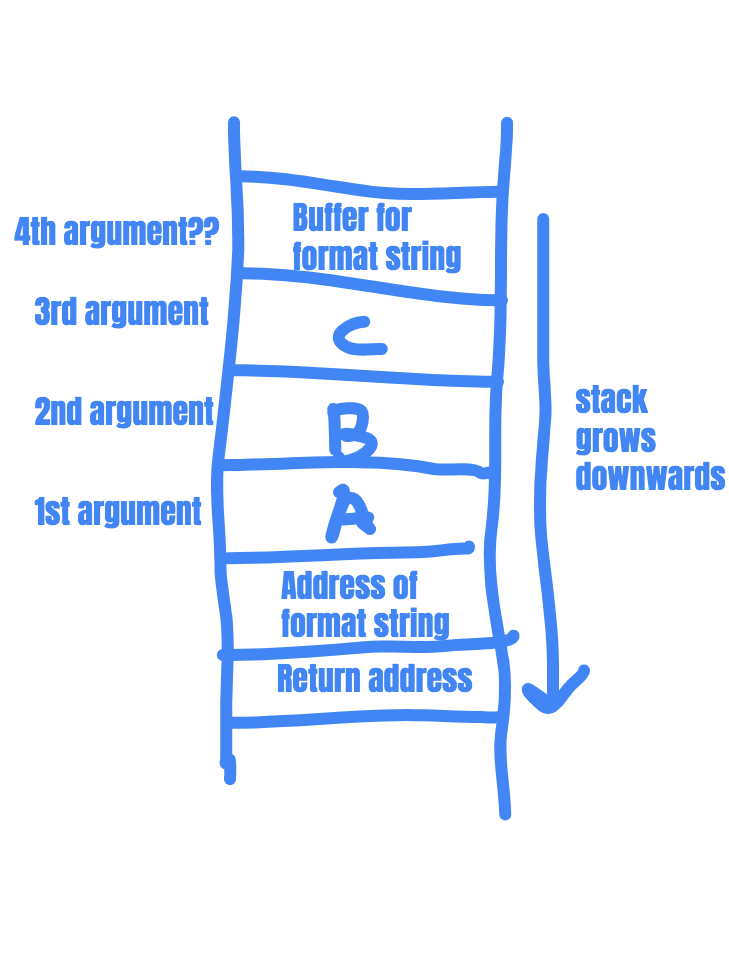 4th argument??
Buffer for
format string
3rd argument
C
2nd argument
B
1st argument
A
stack
grows
downwards
Address of
format string
Return address